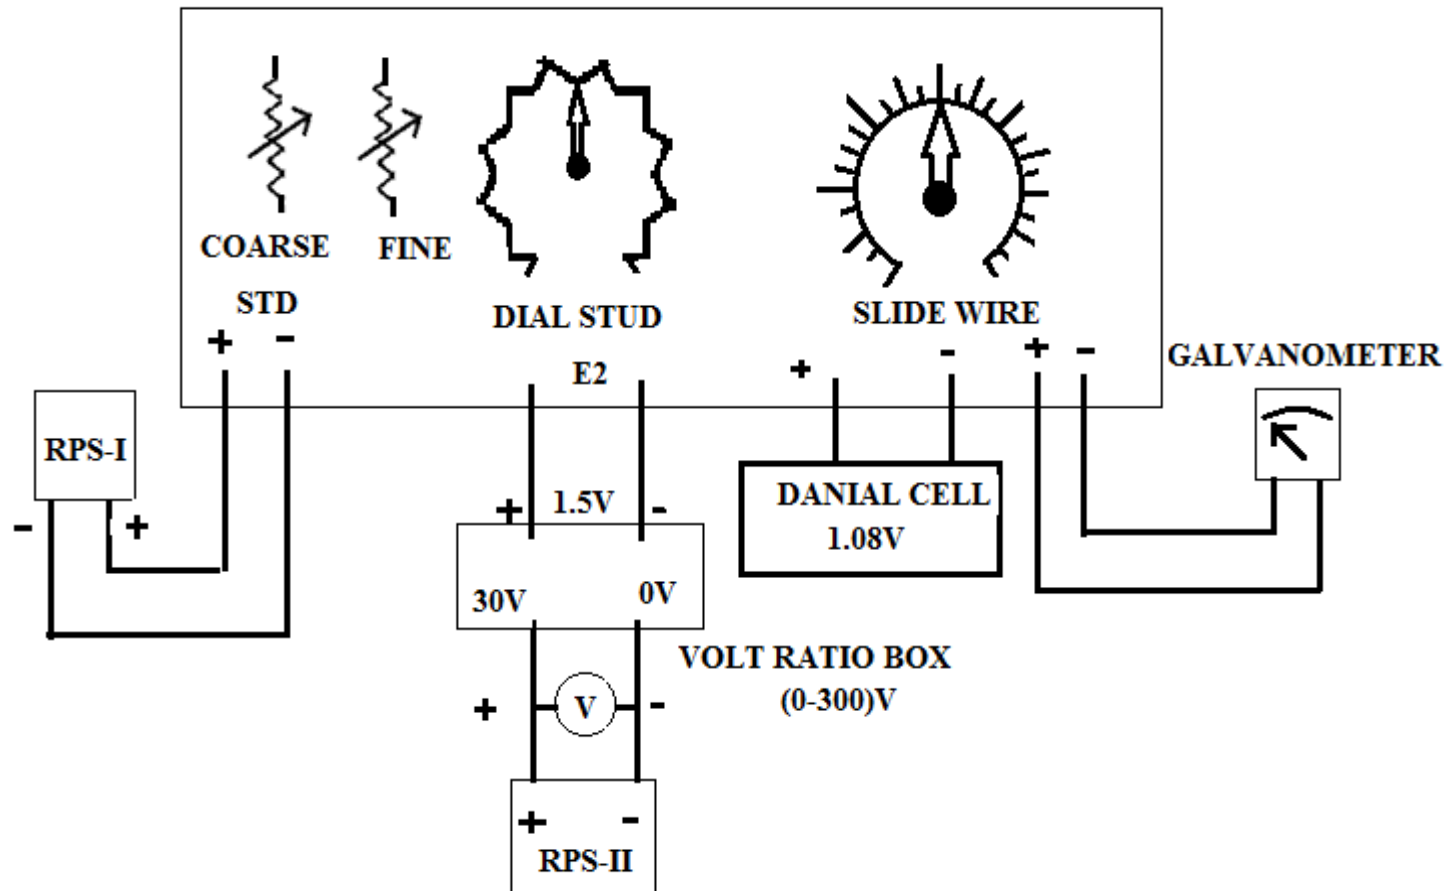 COARSE
FINE
STD
DIAL STUD
SLIDE WIRE
+ -
E2
+ -
+ -
GALVANOMETER
RPS-I
- +
+ 1.5V -
DANIAL CELL
1.08V
30V 0V
VOLT RATIO BOX
(0-300)V
+ V -
+ -
RPS-II